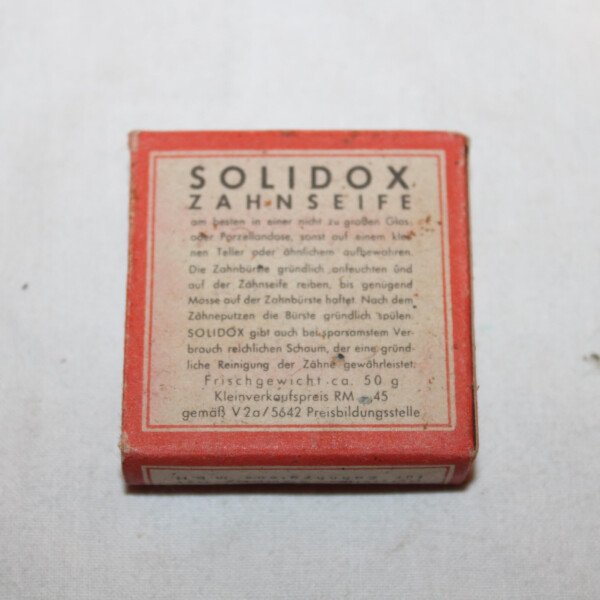 SOLIDOX
ZAHNSEIFE
am besten in einer nicht zu großen Glas-
oder Porzellandose, sonst auf einem klei-
nen Teller oder ähnlichem aufbewahren.
Die Zahnbürste gründlich anfeuchten und
auf der Zahnseife reiben, bis genügend
Masse auf der Zahnbürste haftet. Nach dem
Zähneputzen die Bürste gründlich spülen.
SOLIDOX gibt auch bei sparsamstem Ver-
brauch reichlichen Schaum, der eine gründ-
liche Reinigung der Zähne gewährleistet.
Frischgewicht ca. 50 g
Kleinverkaufspreis RM -.45
gemäß V2a/5642 Preisbildungsstelle